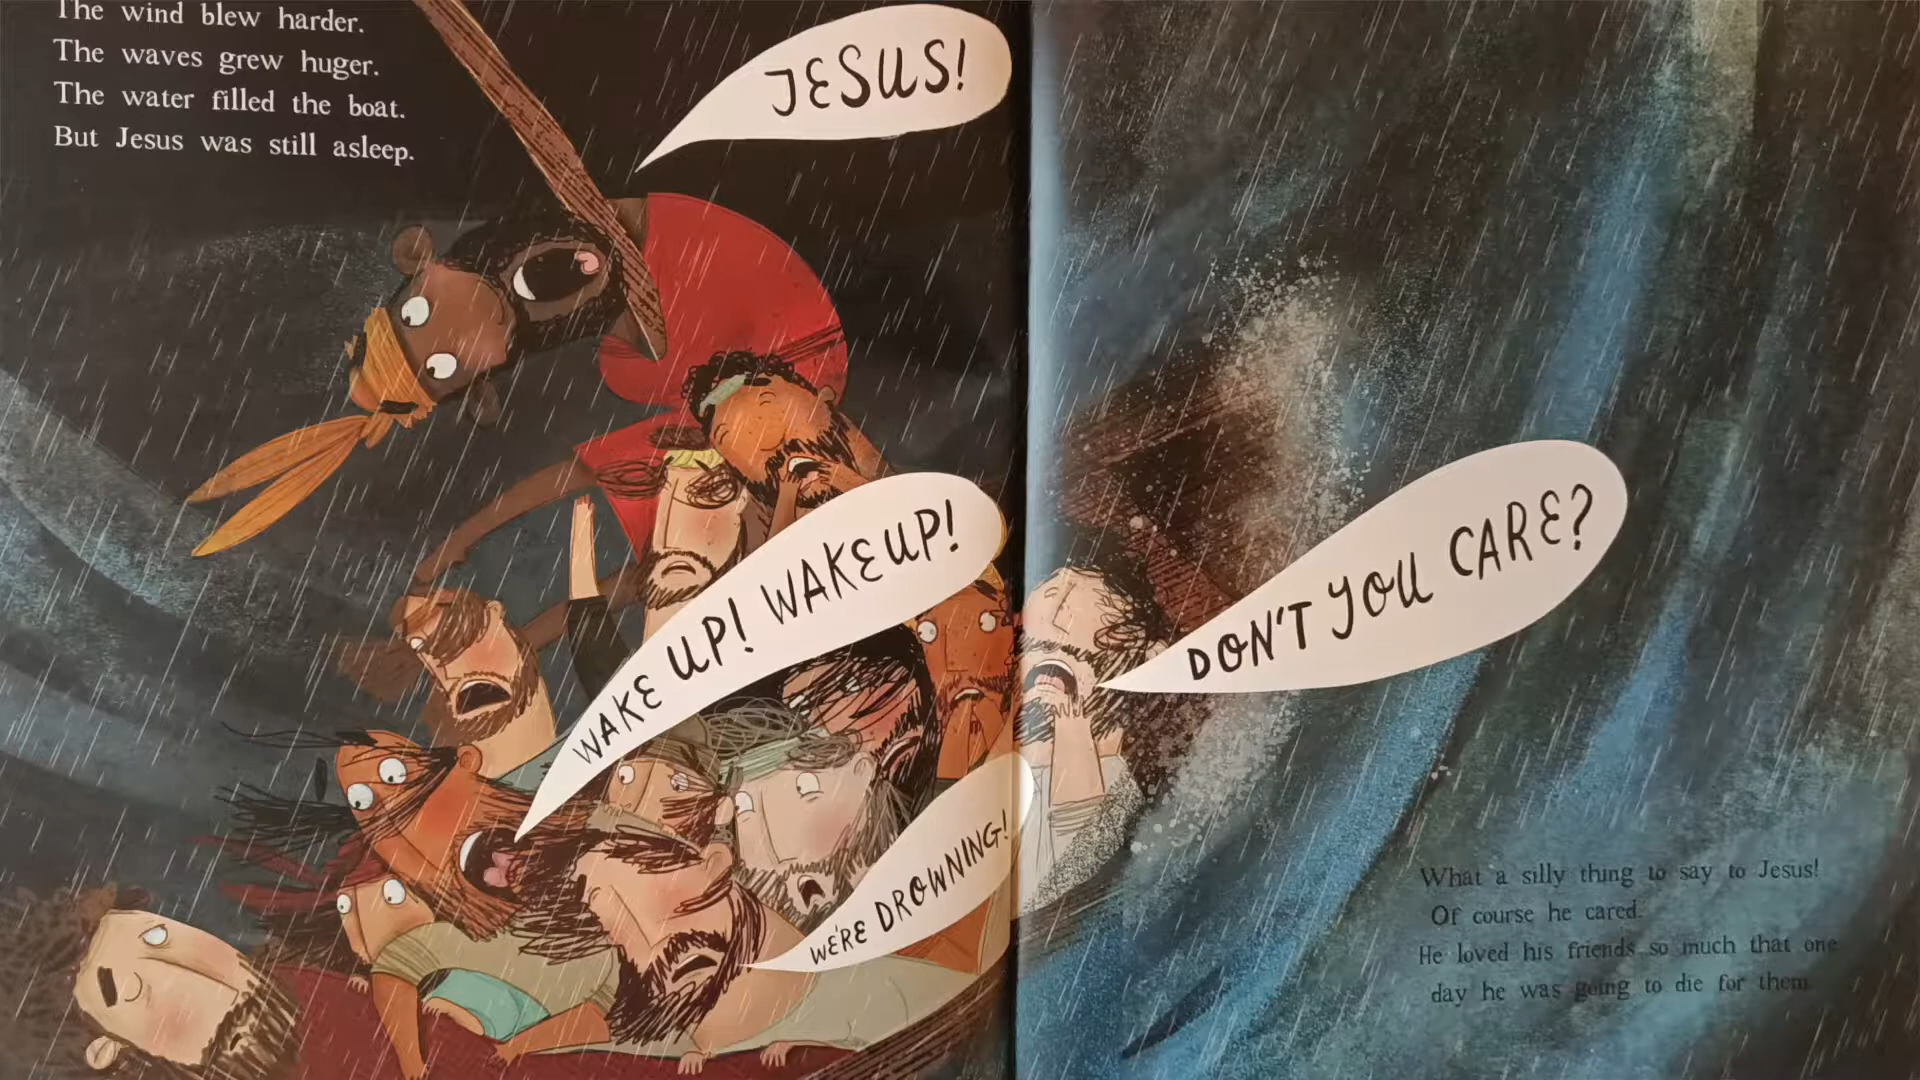 The wind blew harder.
The waves grew huger.
The water filled the boat.
But Jesus was still asleep.
JESUS!
WAKE UP! WAKE UP!
WE'RE DROWNING!
DON'T YOU CARE?
What a silly thing to say to Jesus!
Of course he cared.
He loved his friends so much that one
day he was going to die for them.